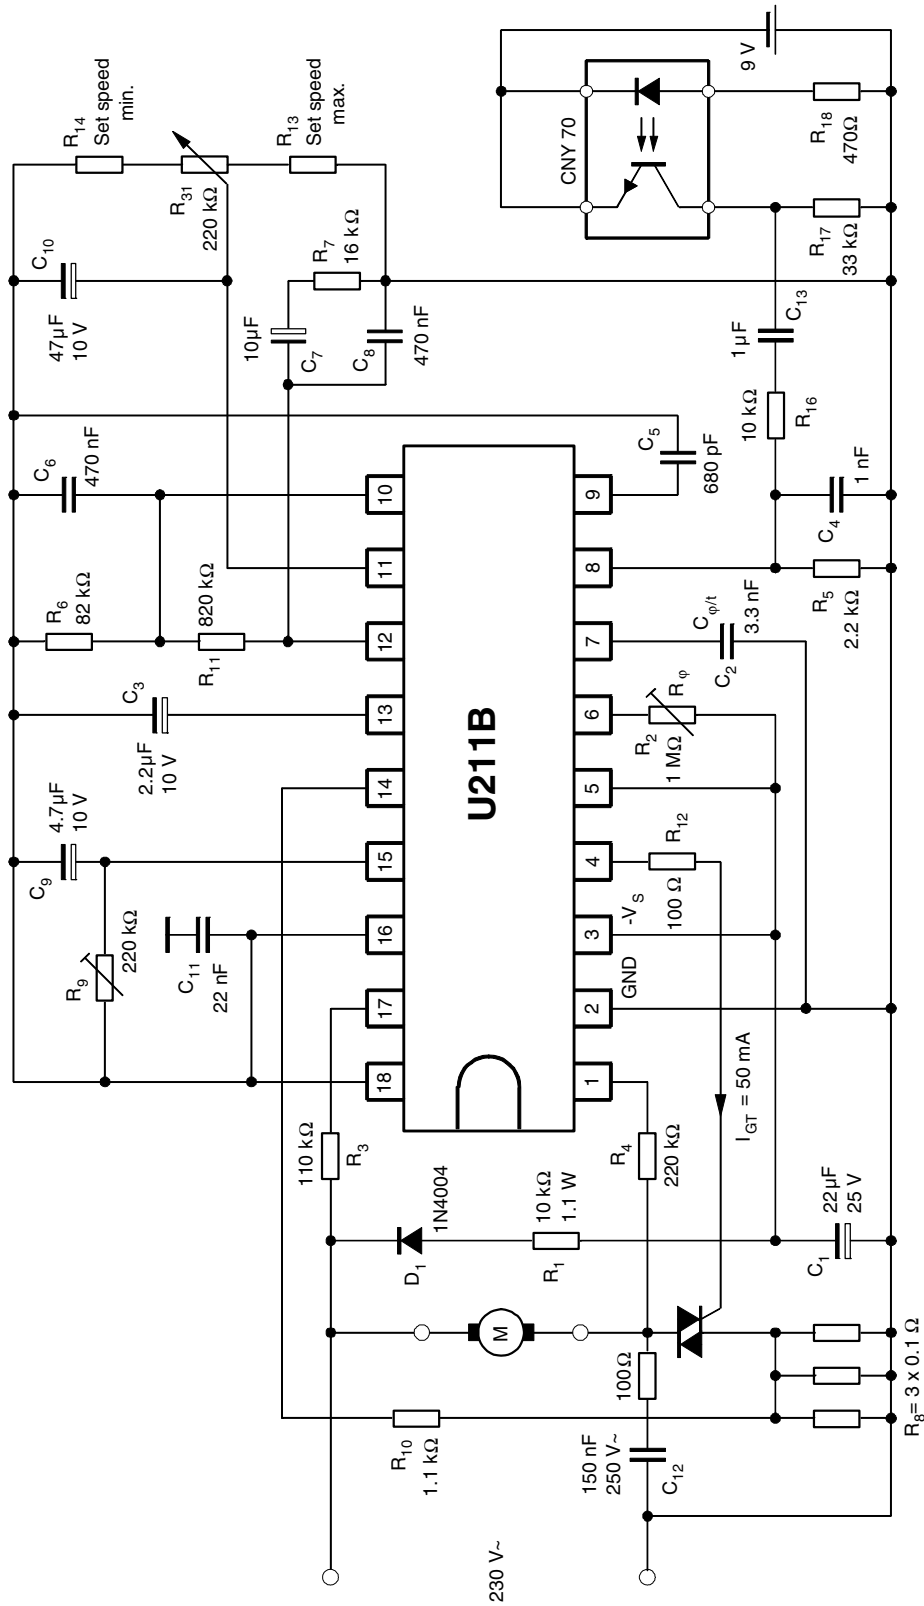 R14
Set speed
min.
R31
220 kΩ
R13
Set speed
max.
C10
47µF
10 V
R7
16 kΩ
10µF
C7
C8
470 nF
CNY 70
9 V
R18
470Ω
R17
33 kΩ
C13
1 µF
10 kΩ
R16
C6
470 nF
C5
680 pF
C4
1 nF
R6
82 kΩ
820 kΩ
R11
R5
2.2 kΩ
Cφ/t
3.3 nF
C2
C3
2.2µF
10 V
Rφ
R2
1 MΩ
U211B
10
11
12
13
14
15
16
17
18
9
8
7
6
5
4
3
2
1
4.7µF
10 V
C9
R12
100 Ω
-VS
GND
R9
220 kΩ
C11
22 nF
IGT = 50 mA
110 kΩ
R3
R4
220 kΩ
1N4004
D1
10 kΩ
1.1 W
R1
22 µF
25 V
C1
M
100Ω
R10
1.1 kΩ
150 nF
250 V~
C12
R8= 3 x 0.1 Ω
230 V~